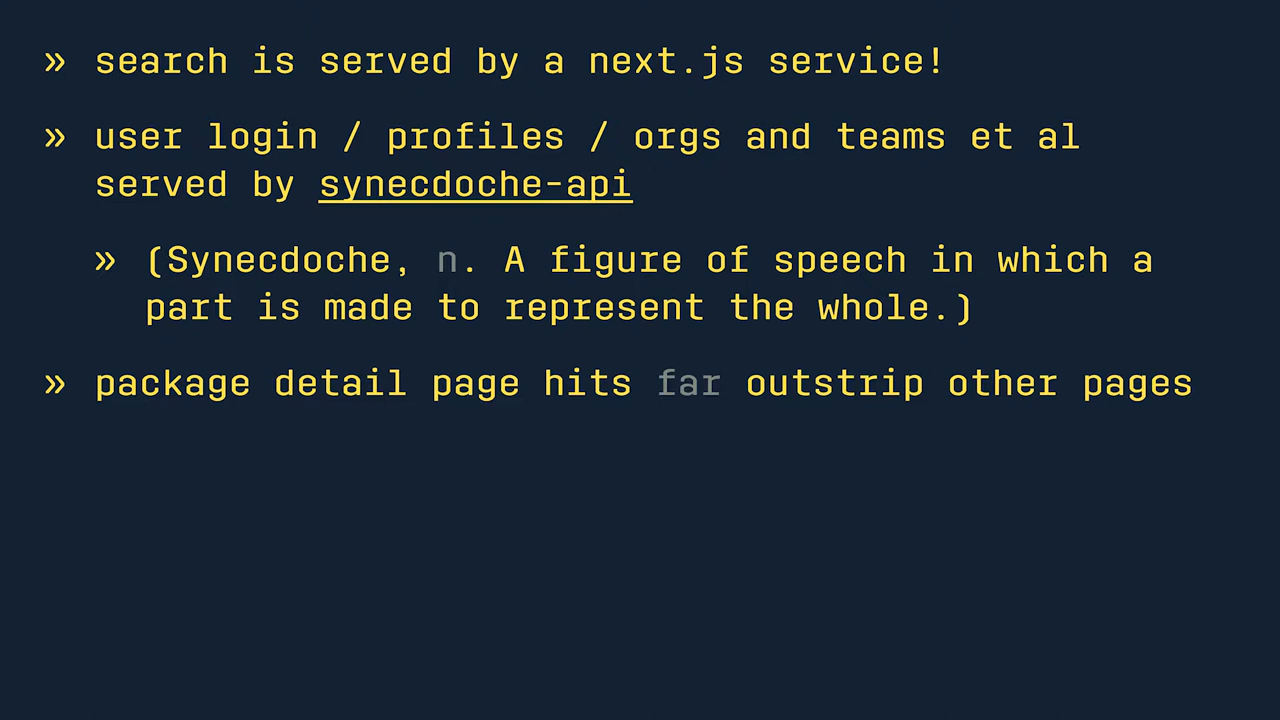 » search is served by a next.js service!
» user login / profiles / orgs and teams et al
served by synecdoche-api
» (Synecdoche, n. A figure of speech in which a
part is made to represent the whole.)
» package detail page hits far outstrip other pages